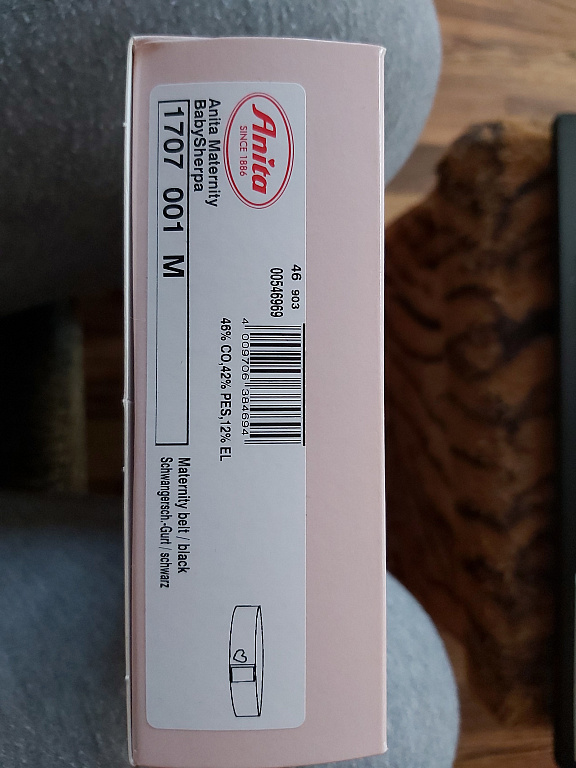 Anita
SINCE 1886
Anita Maternity
BabySherpa
1707 001 M
46 903
00546969
4 009706 384694
46% CO,42% PES,12% EL
Maternity belt / black
Schwangersch.-Gurt / schwarz